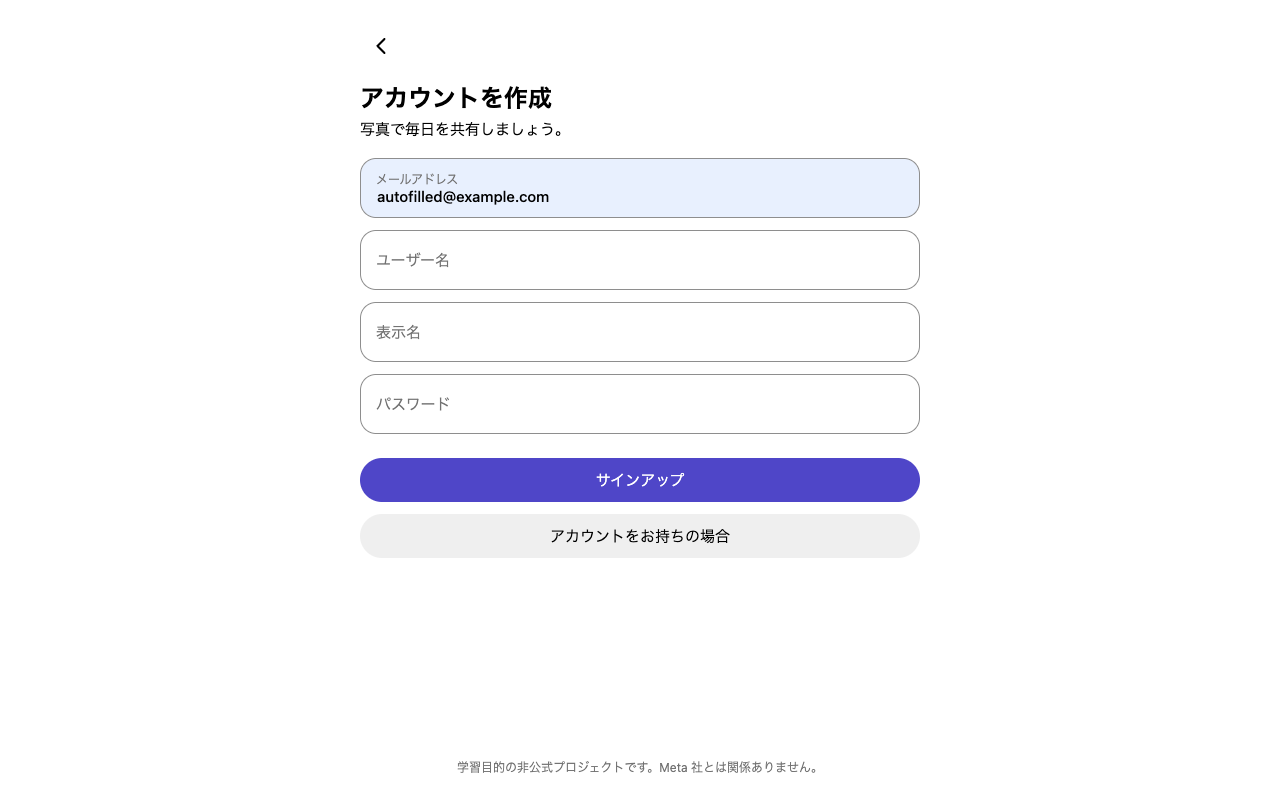 アカウントを作成
写真で毎日を共有しましょう。
メールアドレス
autofilled@example.com
ユーザー名
表示名
パスワード
サインアップ
アカウントをお持ちの場合
学習目的の非公式プロジェクトです。Meta 社とは関係ありません。